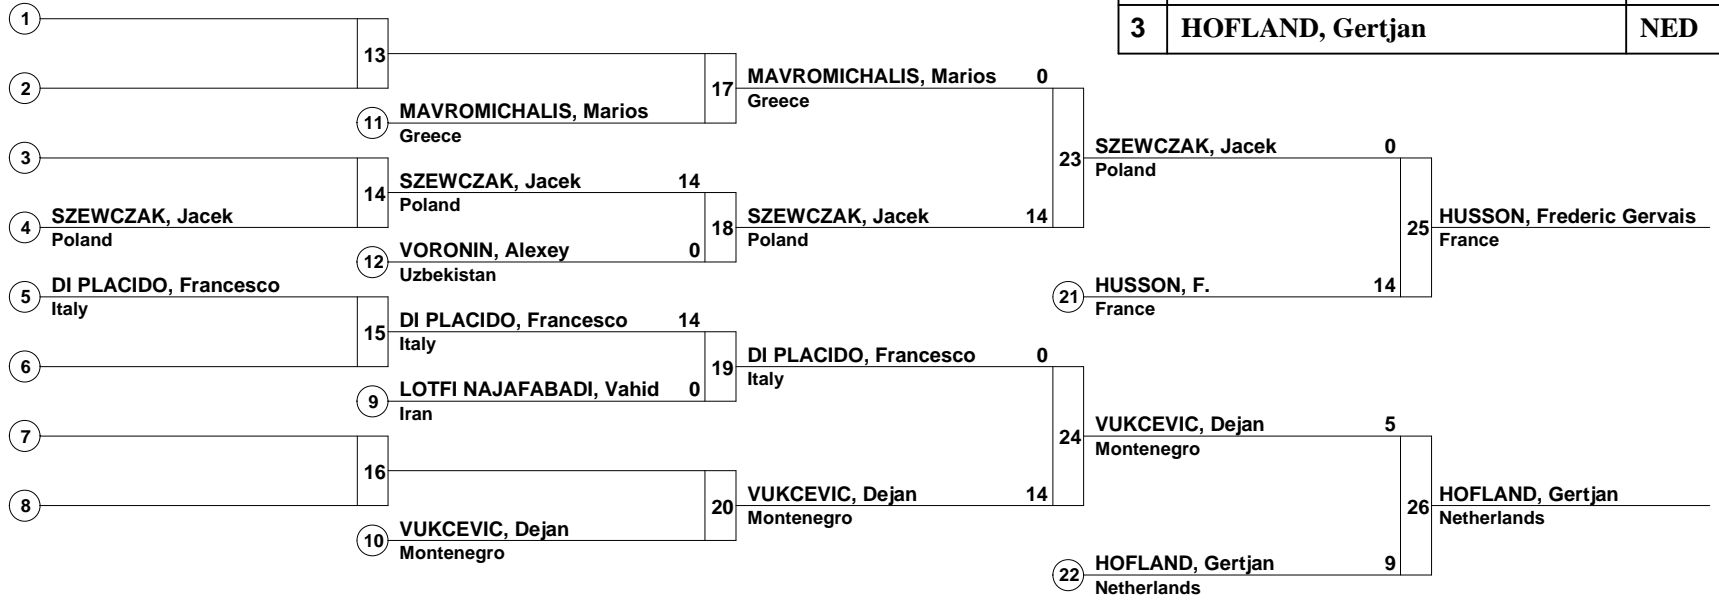 1
3 HOFLAND, Gertjan NED
13
MAVROMICHALIS, Marios 0
2
17
Greece
MAVROMICHALIS, Marios
11
Greece
3
SZEWCZAK, Jacek 0
23
Poland
14
SZEWCZAK, Jacek 14
Poland
SZEWCZAK, Jacek
4
Poland
18
SZEWCZAK, Jacek 14
Poland
25
HUSSON, Frederic Gervais
France
VORONIN, Alexey 0
12
Uzbekistan
DI PLACIDO, Francesco
5
Italy
HUSSON, F. 14
21
France
15
DI PLACIDO, Francesco 14
Italy
6
19
DI PLACIDO, Francesco 0
Italy
LOTFI NAJAFABADI, Vahid 0
9
Iran
7
24
VUKCEVIC, Dejan 5
Montenegro
16
8
20
VUKCEVIC, Dejan 14
Montenegro
26
HOFLAND, Gertjan
Netherlands
VUKCEVIC, Dejan
10
Montenegro
HOFLAND, Gertjan 9
22
Netherlands